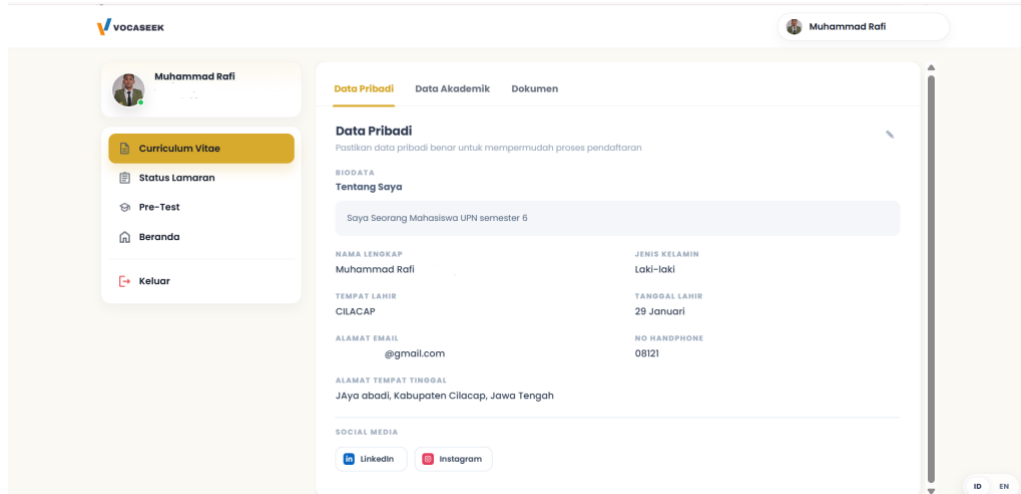 VOCASEEK
Muhammad Rafi
Muhammad Rafi
Curriculum Vitae
Status Lamaran
Pre-Test
Beranda
Keluar
Data Pribadi Data Akademik Dokumen
Data Pribadi
Pastikan data pribadi benar untuk mempermudah proses pendaftaran
BIODATA
Tentang Saya
Saya Seorang Mahasiswa UPN semester 6
NAMA LENGKAP
Muhammad Rafi
JENIS KELAMIN
Laki-laki
TEMPAT LAHIR
CILACAP
TANGGAL LAHIR
29 Januari
ALAMAT EMAIL
@gmail.com
NO HANDPHONE
08121
ALAMAT TEMPAT TINGGAL
JAya abadi, Kabupaten Cilacap, Jawa Tengah
SOCIAL MEDIA
in LinkedIn Instagram
ID EN